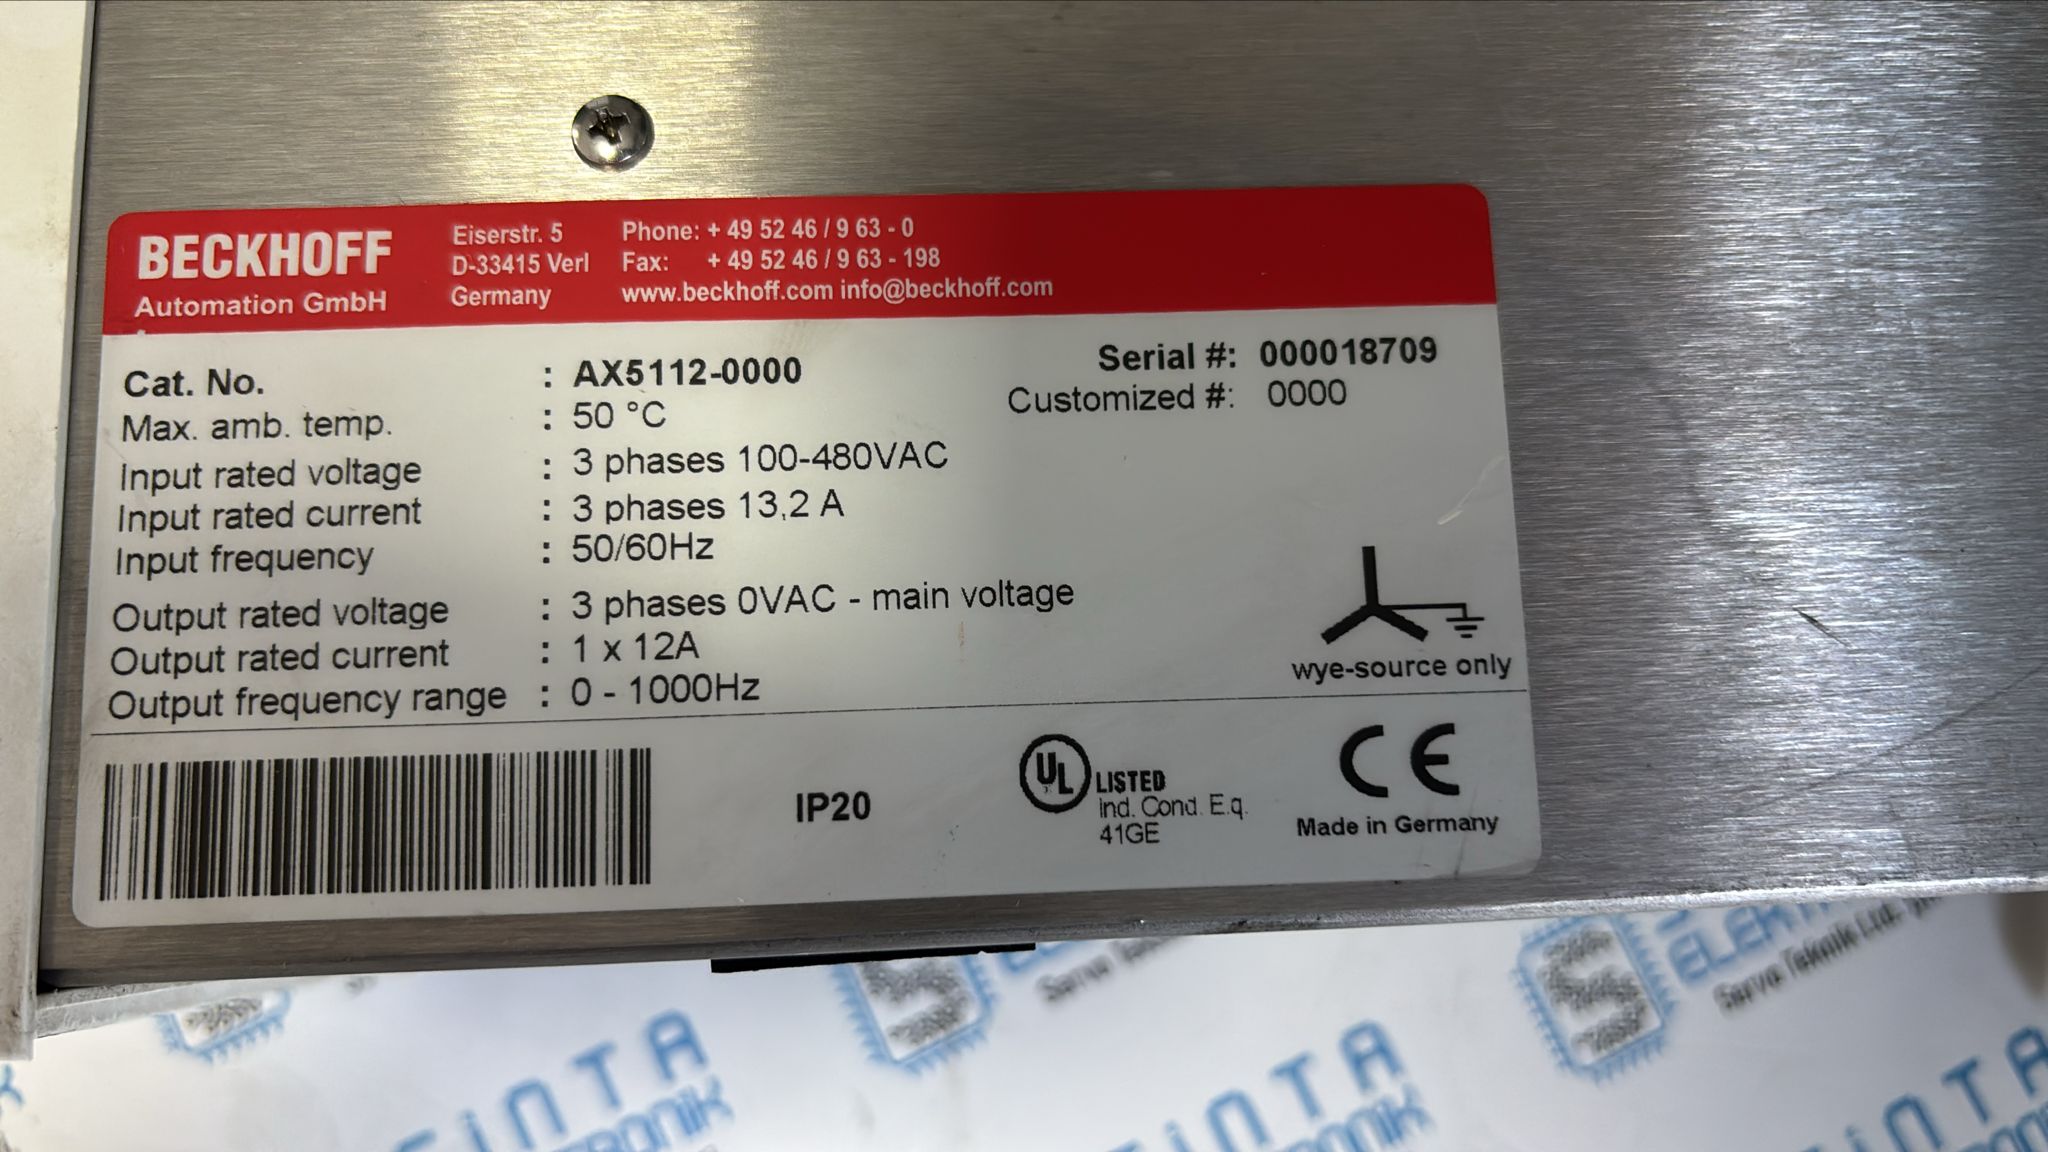 BECKHOFF
Automation GmbH
Eiserstr. 5
D-33415 Verl
Germany
Phone: + 49 52 46 / 9 63 - 0
Fax: + 49 52 46 / 9 63 - 198
www.beckhoff.com info@beckhoff.com
Cat. No. : AX5112-0000
Serial #: 000018709
Customized #: 0000
Max. amb. temp. : 50 °C
Input rated voltage : 3 phases 100-480VAC
Input rated current : 3 phases 13,2 A
Input frequency : 50/60Hz
Output rated voltage : 3 phases 0VAC - main voltage
Output rated current : 1 x 12A
Output frequency range : 0 - 1000Hz
wye-source only
IP20
UL LISTED
Ind. Cond. E.q.
41GE
CE
Made in Germany
Servo Teknik Ltd.